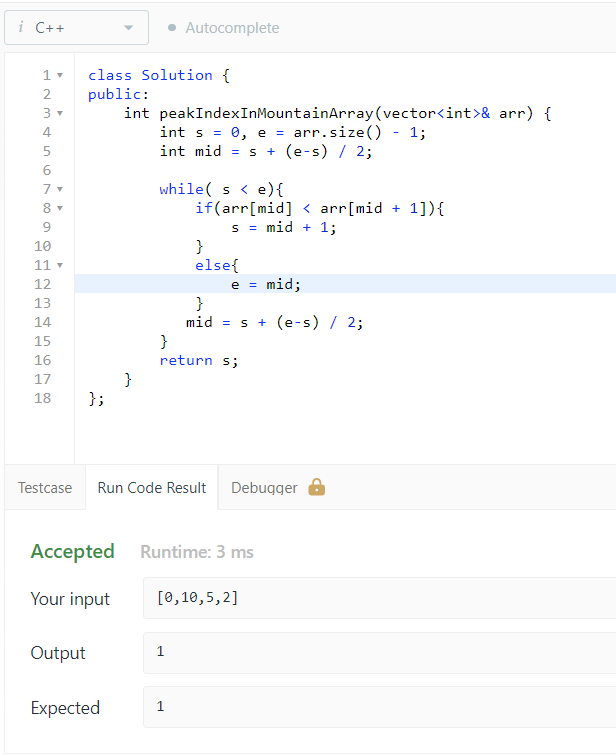 i C++ Autocomplete
1 class Solution {
2 public:
3 int peakIndexInMountainArray(vector<int>& arr) {
4 int s = 0, e = arr.size() - 1;
5 int mid = s + (e-s) / 2;
6
7 while( s < e){
8 if(arr[mid] < arr[mid + 1]){
9 s = mid + 1;
10 }
11 else{
12 e = mid;
13 }
14 mid = s + (e-s) / 2;
15 }
16 return s;
17 }
18 };
Testcase Run Code Result Debugger
Accepted Runtime: 3 ms
Your input [0,10,5,2]
Output 1
Expected 1